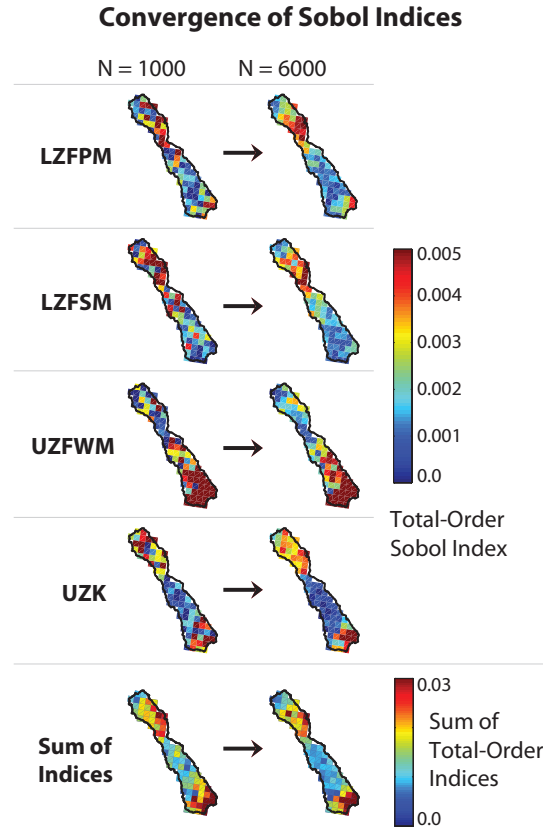 Convergence of Sobol Indices
N = 1000 N = 6000
LZFPM
LZFSM
UZFWM
UZK
Sum of
Indices
0.005
0.004
0.003
0.002
0.001
0.0
Total-Order
Sobol Index
0.03
Sum of
Total-Order
Indices
0.0